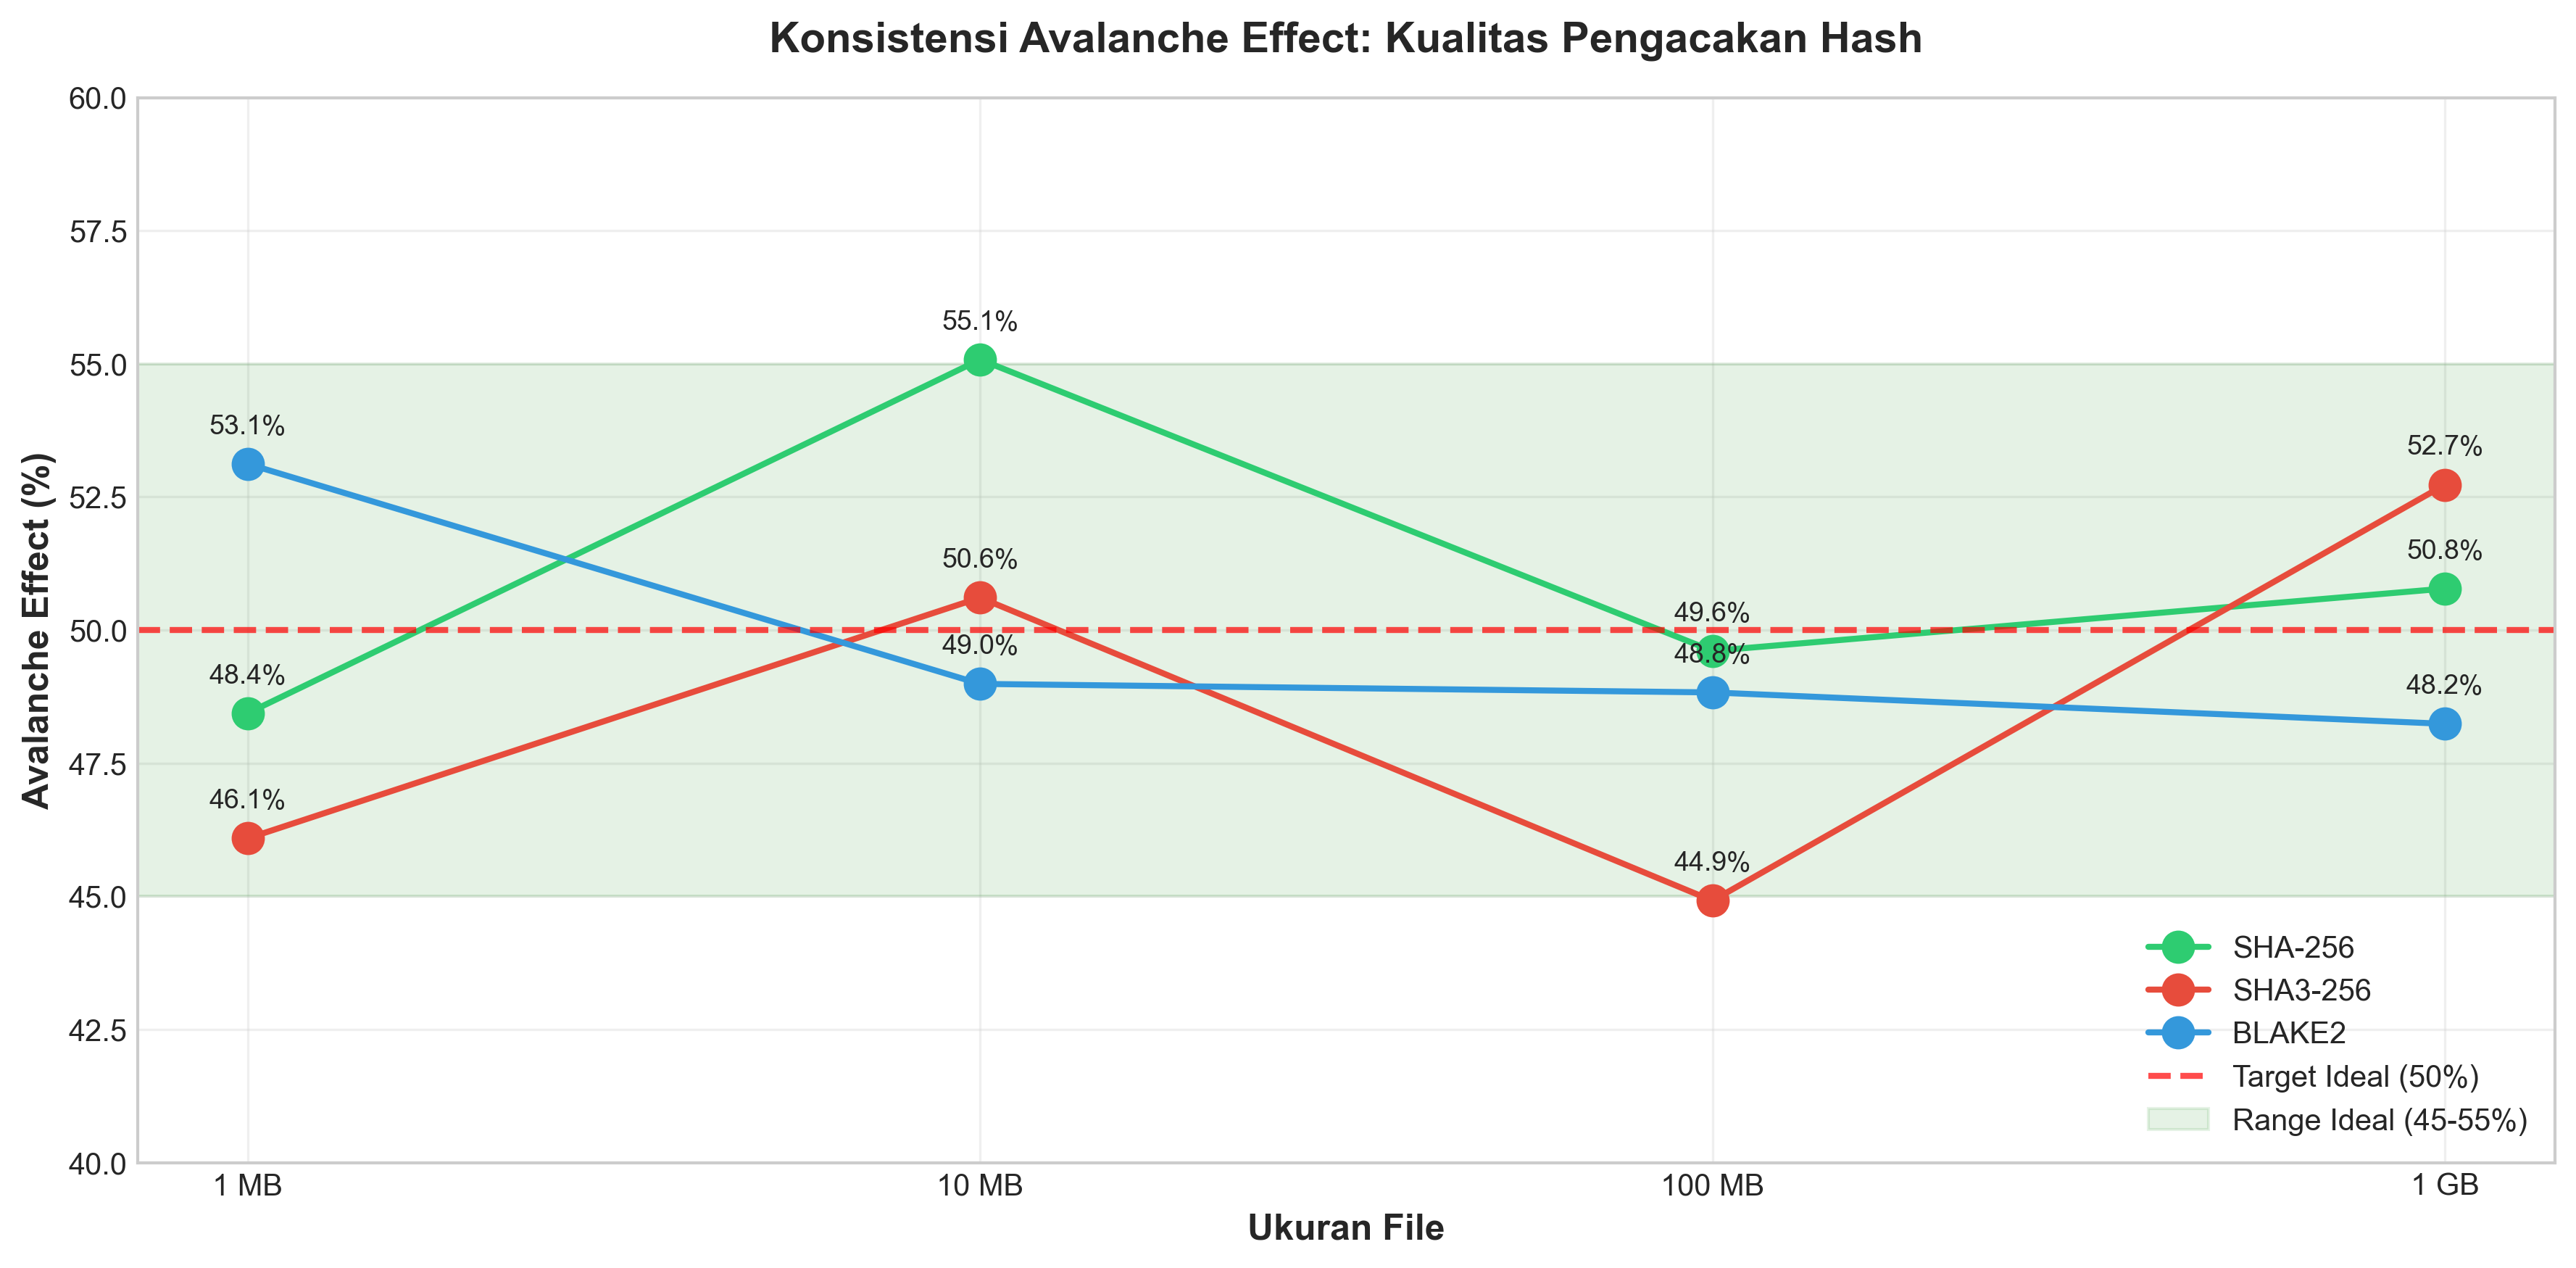 Konsistensi Avalanche Effect: Kualitas Pengacakan Hash
Avalanche Effect (%)
60.0
57.5
55.0
52.5
50.0
47.5
45.0
42.5
40.0
53.1%
48.4%
46.1%
55.1%
50.6%
49.0%
49.6%
48.8%
44.9%
52.7%
50.8%
48.2%
SHA-256
SHA3-256
BLAKE2
Target Ideal (50%)
Range Ideal (45-55%)
1 MB
10 MB
100 MB
1 GB
Ukuran File